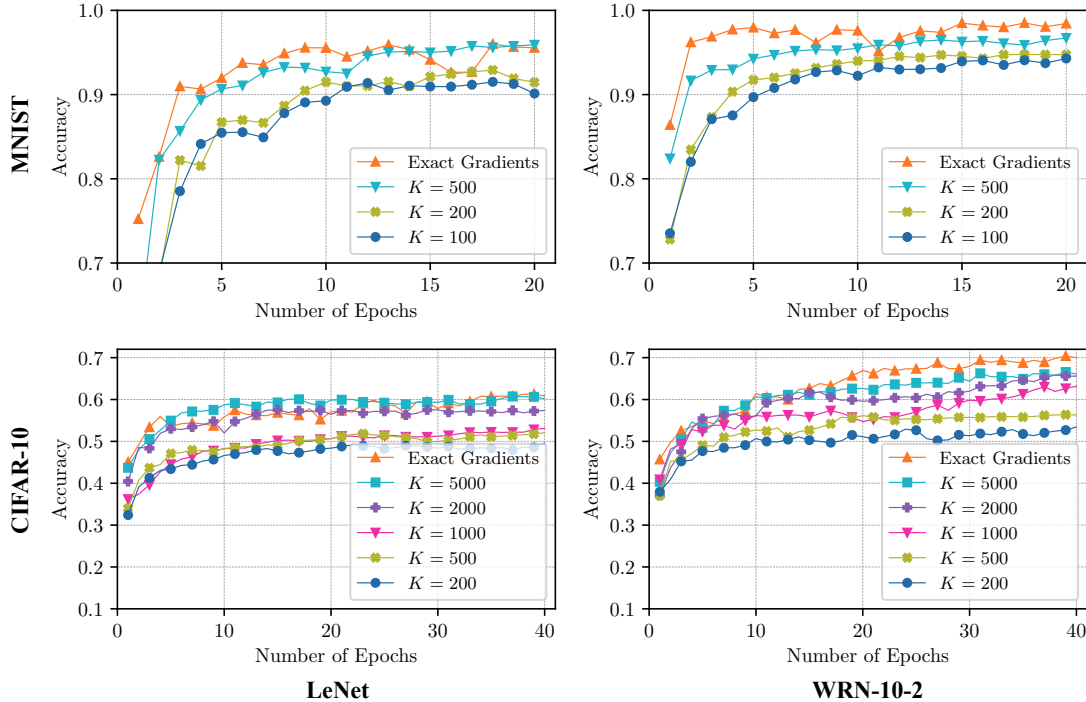 MNIST
Accuracy
1.0
0.9
0.8
0.7
0 5 10 15 20
Number of Epochs
Exact Gradients
K = 500
K = 200
K = 100
Accuracy
1.0
0.9
0.8
0.7
0 5 10 15 20
Number of Epochs
Exact Gradients
K = 500
K = 200
K = 100
CIFAR-10
Accuracy
0.7
0.6
0.5
0.4
0.3
0.2
0.1
0 10 20 30 40
Number of Epochs
Exact Gradients
K = 5000
K = 2000
K = 1000
K = 500
K = 200
LeNet
Accuracy
0.7
0.6
0.5
0.4
0.3
0.2
0.1
0 10 20 30 40
Number of Epochs
Exact Gradients
K = 5000
K = 2000
K = 1000
K = 500
K = 200
WRN-10-2